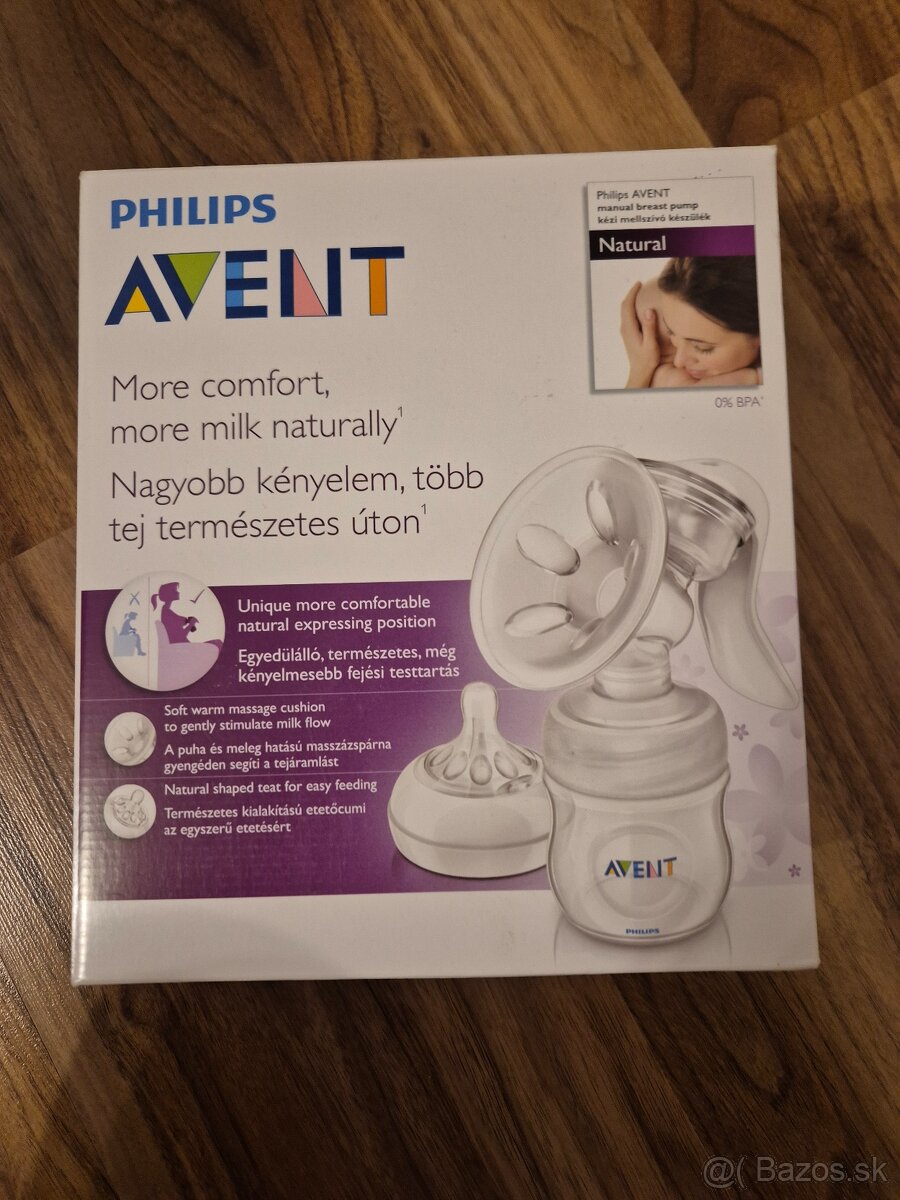 PHILIPS
AVENT
Philips AVENT
manual breast pump
kézi mellszívó készülék
Natural
0% BPA*
More comfort,
more milk naturally¹
Nagyobb kényelem, több
tej természetes úton¹
Unique more comfortable
natural expressing position
Egyedülálló, természetes, még
kényelmesebb fejési testtartás
Soft warm massage cushion
to gently stimulate milk flow
A puha és meleg hatású masszázspárna
gyengéden segíti a tejáramlást
Natural shaped teat for easy feeding
Természetes kialakítású etetőcumi
az egyszerű etetésért
AVENT
PHILIPS
@( Bazos.sk